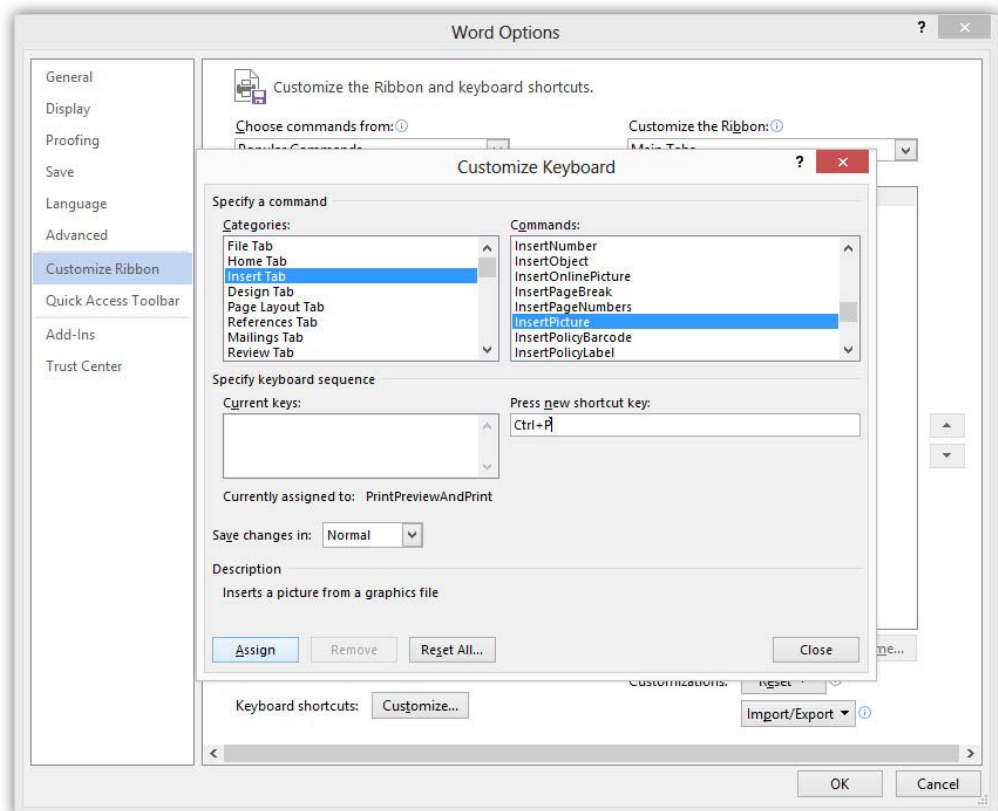 Word Options
?
General
Display
Proofing
Save
Language
Advanced
Customize Ribbon
Quick Access Toolbar
Add-Ins
Trust Center
Customize the Ribbon and keyboard shortcuts.
Choose commands from:
Customize the Ribbon:
Popular Commands
Main Tabs
Customize Keyboard
?
Specify a command
Categories:
File Tab
Home Tab
Insert Tab
Design Tab
Page Layout Tab
References Tab
Mailings Tab
Review Tab
Commands:
InsertNumber
InsertObject
InsertOnlinePicture
InsertPageBreak
InsertPageNumbers
InsertPicture
InsertPolicyBarcode
InsertPolicyLabel
Specify keyboard sequence
Current keys:
Press new shortcut key:
Ctrl+P
Currently assigned to: PrintPreviewAndPrint
Save changes in: Normal
Description
Inserts a picture from a graphics file
Assign
Remove
Reset All...
Close
Customizations:
Reset
Keyboard shortcuts: Customize...
Import/Export
OK
Cancel